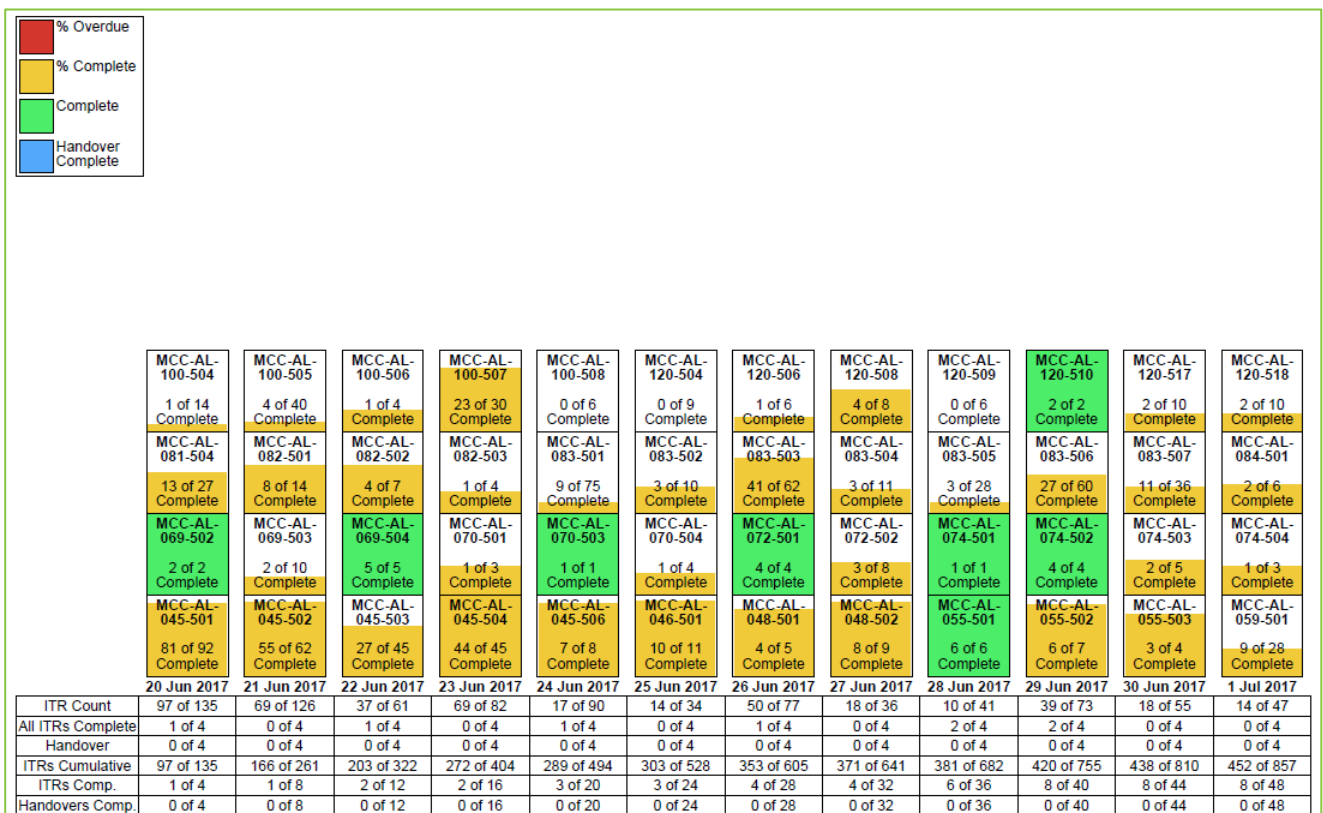 % Overdue
% Complete
Complete
Handover
Complete
MCC-AL- MCC-AL- MCC-AL- MCC-AL- MCC-AL- MCC-AL- MCC-AL- MCC-AL- MCC-AL- MCC-AL- MCC-AL- MCC-AL-
100-504 100-505 100-506 100-507 100-508 120-504 120-506 120-508 120-509 120-510 120-517 120-518
1 of 14 4 of 40 1 of 4 23 of 30 0 of 6 0 of 9 1 of 6 4 of 8 0 of 6 2 of 2 2 of 10 2 of 10
Complete Complete Complete Complete Complete Complete Complete Complete Complete Complete Complete Complete
MCC-AL- MCC-AL- MCC-AL- MCC-AL- MCC-AL- MCC-AL- MCC-AL- MCC-AL- MCC-AL- MCC-AL- MCC-AL- MCC-AL-
081-504 082-501 082-502 082-503 083-501 083-502 083-503 083-504 083-505 083-506 083-507 084-501
13 of 27 8 of 14 4 of 7 1 of 4 9 of 75 3 of 10 41 of 62 3 of 11 3 of 28 27 of 60 11 of 36 2 of 6
Complete Complete Complete Complete Complete Complete Complete Complete Complete Complete Complete Complete
MCC-AL- MCC-AL- MCC-AL- MCC-AL- MCC-AL- MCC-AL- MCC-AL- MCC-AL- MCC-AL- MCC-AL- MCC-AL- MCC-AL-
069-502 069-503 069-504 070-501 070-503 070-504 072-501 072-502 074-501 074-502 074-503 074-504
2 of 2 2 of 10 5 of 5 1 of 3 1 of 1 1 of 4 4 of 4 3 of 8 1 of 1 4 of 4 2 of 5 1 of 3
Complete Complete Complete Complete Complete Complete Complete Complete Complete Complete Complete Complete
MCC-AL- MCC-AL- MCC-AL- MCC-AL- MCC-AL- MCC-AL- MCC-AL- MCC-AL- MCC-AL- MCC-AL- MCC-AL- MCC-AL-
045-501 045-502 045-503 045-504 045-506 046-501 048-501 048-502 055-501 055-502 055-503 059-501
81 of 92 55 of 62 27 of 45 44 of 45 7 of 8 10 of 11 4 of 5 8 of 9 6 of 6 6 of 7 3 of 4 9 of 28
Complete Complete Complete Complete Complete Complete Complete Complete Complete Complete Complete Complete
20 Jun 2017 21 Jun 2017 22 Jun 2017 23 Jun 2017 24 Jun 2017 25 Jun 2017 26 Jun 2017 27 Jun 2017 28 Jun 2017 29 Jun 2017 30 Jun 2017 1 Jul 2017
ITR Count 97 of 135 69 of 126 37 of 61 69 of 82 17 of 90 14 of 34 50 of 77 18 of 36 10 of 41 39 of 73 18 of 55 14 of 47
All ITRs Complete 1 of 4 0 of 4 1 of 4 0 of 4 1 of 4 0 of 4 1 of 4 0 of 4 2 of 4 2 of 4 0 of 4 0 of 4
Handover 0 of 4 0 of 4 0 of 4 0 of 4 0 of 4 0 of 4 0 of 4 0 of 4 0 of 4 0 of 4 0 of 4 0 of 4
ITRs Cumulative 97 of 135 166 of 261 203 of 322 272 of 404 289 of 494 303 of 528 353 of 605 371 of 641 381 of 682 420 of 755 438 of 810 452 of 857
ITRs Comp. 1 of 4 1 of 8 2 of 12 2 of 16 3 of 20 3 of 24 4 of 28 4 of 32 6 of 36 8 of 40 8 of 44 8 of 48
Handovers Comp. 0 of 4 0 of 8 0 of 12 0 of 16 0 of 20 0 of 24 0 of 28 0 of 32 0 of 36 0 of 40 0 of 44 0 of 48